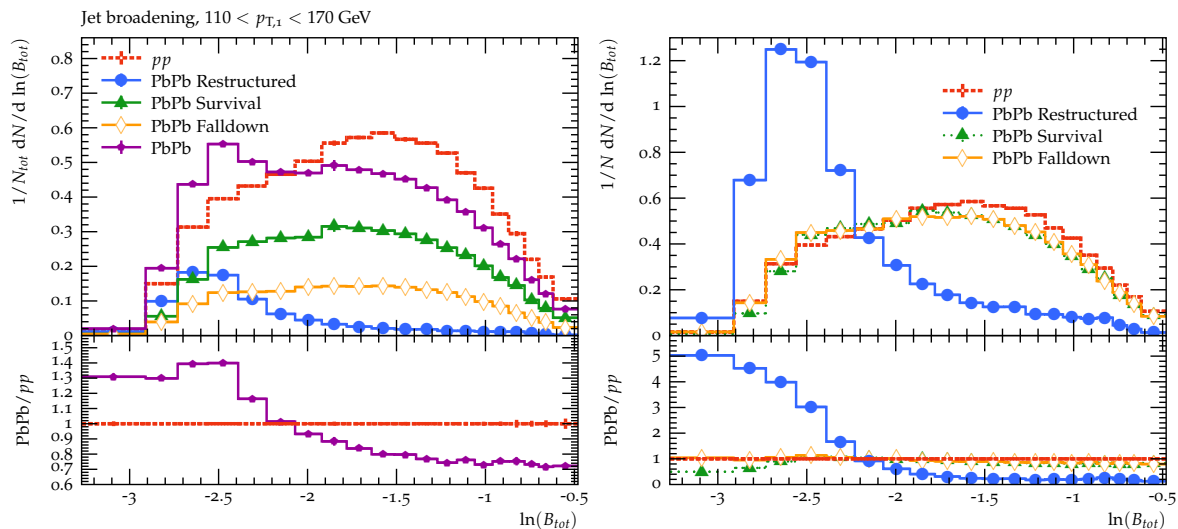 Jet broadening, 110 < p_T,1 < 170 GeV
1/N_tot dN/d ln(B_tot)
0.8
0.7
0.6
0.5
0.4
0.3
0.2
0.1
0
pp
PbPb Restructured
PbPb Survival
PbPb Falldown
PbPb
PbPb/pp
1.5
1.4
1.3
1.2
1.1
1
0.9
0.8
0.7
0.6
-3 -2.5 -2 -1.5 -1 -0.5
ln(B_tot)
1/N dN/d ln(B_tot)
1.2
1
0.8
0.6
0.4
0.2
0
pp
PbPb Restructured
PbPb Survival
PbPb Falldown
PbPb/pp
5
4
3
2
1
0
-3 -2.5 -2 -1.5 -1 -0.5
ln(B_tot)